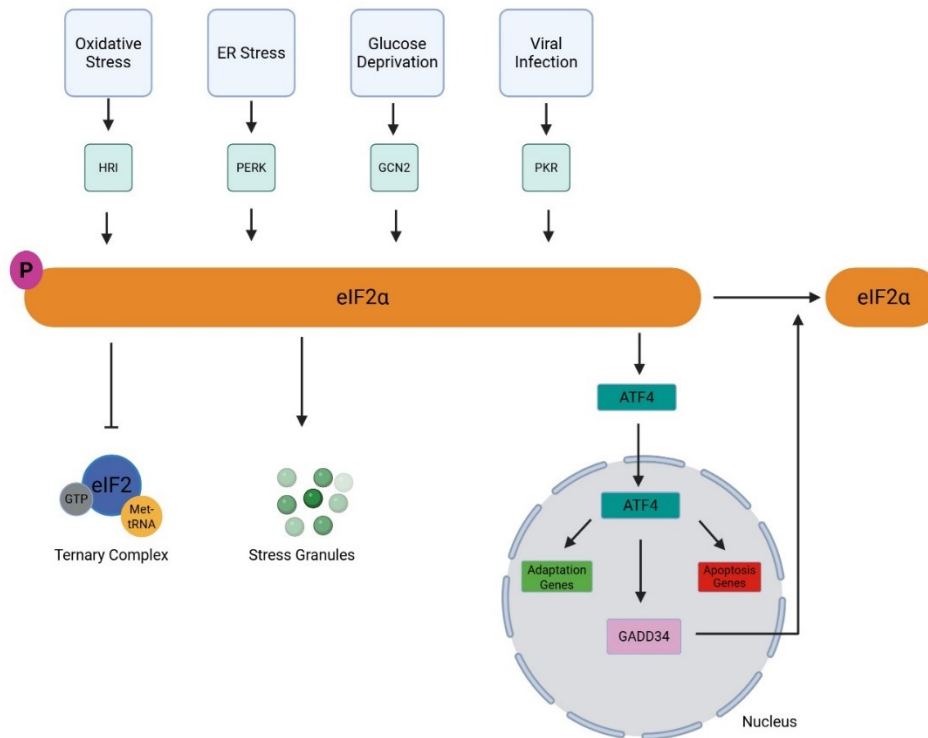 Oxidative
Stress
ER Stress
Glucose
Deprivation
Viral
Infection
HRI
PERK
GCN2
PKR
P
eIF2α
eIF2α
ATF4
eIF2
GTP
Met-
tRNA
Ternary Complex
Stress Granules
ATF4
Adaptation
Genes
Apoptosis
Genes
GADD34
Nucleus